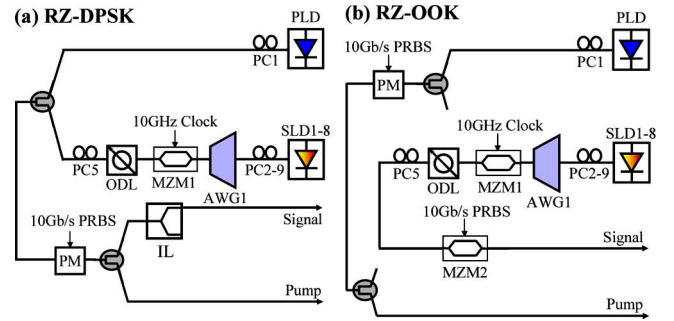 (a) RZ-DPSK
PLD
PC1
10GHz Clock
SLD1-8
PC5
ODL
MZM1
AWG1
PC2-9
10Gb/s PRBS
PM
IL
Signal
Pump
(b) RZ-OOK
PLD
10Gb/s PRBS
PM
PC1
10GHz Clock
SLD1-8
PC5
ODL
MZM1
AWG1
PC2-9
10Gb/s PRBS
MZM2
Signal
Pump